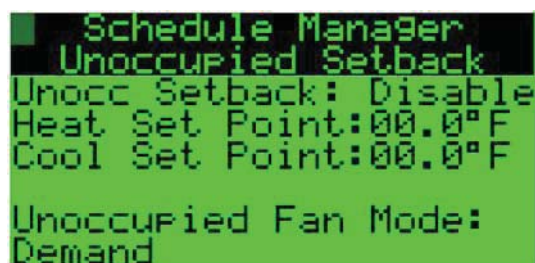 Schedule Manager
Unoccupied Setback
Unocc Setback: Disable
Heat Set Point:00.0°F
Cool Set Point:00.0°F
Unoccupied Fan Mode:
Demand